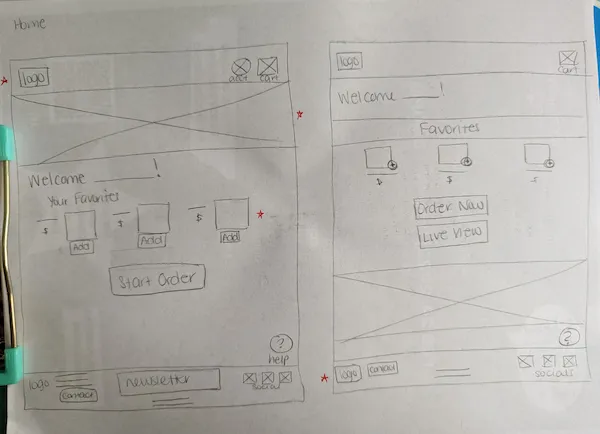 Home
logo
acct
cart
Welcome ______!
Your Favorites
$
$
$
Add
Add
Add
Start Order
?
help
logo
contact
newsletter
social
logo
cart
Welcome ____!
Favorites
+
+
+
$
$
$
Order Now
Live View
?
logo
contact
socials